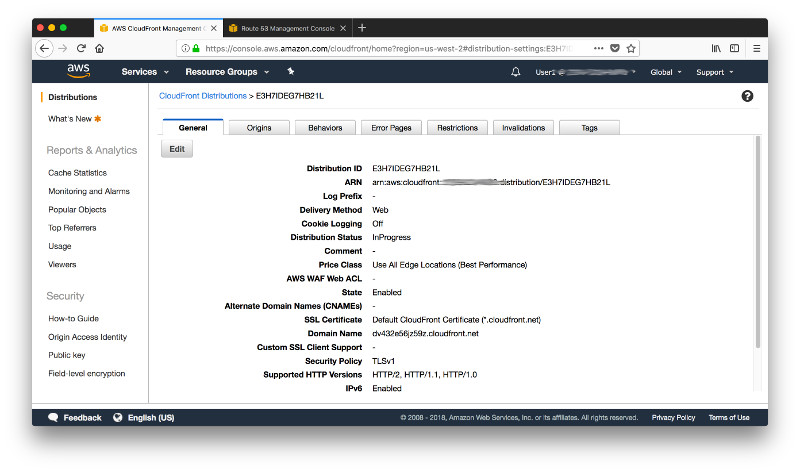 AWS CloudFront Management C
Route 53 Management Console
https://console.aws.amazon.com/cloudfront/home?region=us-west-2#distribution-settings:E3H7I
aws
Services
Resource Groups
User1 @
Global
Support
Distributions
What's New
Reports & Analytics
Cache Statistics
Monitoring and Alarms
Popular Objects
Top Referrers
Usage
Viewers
Security
How-to Guide
Origin Access Identity
Public key
Field-level encryption
CloudFront Distributions > E3H7IDEG7HB21L
General
Origins
Behaviors
Error Pages
Restrictions
Invalidations
Tags
Edit
Distribution ID E3H7IDEG7HB21L
ARN arn:aws:cloudfront distribution/E3H7IDEG7HB21L
Log Prefix -
Delivery Method Web
Cookie Logging Off
Distribution Status InProgress
Comment -
Price Class Use All Edge Locations (Best Performance)
AWS WAF Web ACL -
State Enabled
Alternate Domain Names (CNAMEs) -
SSL Certificate Default CloudFront Certificate (*.cloudfront.net)
Domain Name dv432e56jz59z.cloudfront.net
Custom SSL Client Support -
Security Policy TLSv1
Supported HTTP Versions HTTP/2, HTTP/1.1, HTTP/1.0
IPv6 Enabled
Feedback
English (US)
© 2008 - 2018, Amazon Web Services, Inc. or its affiliates. All rights reserved.
Privacy Policy
Terms of Use